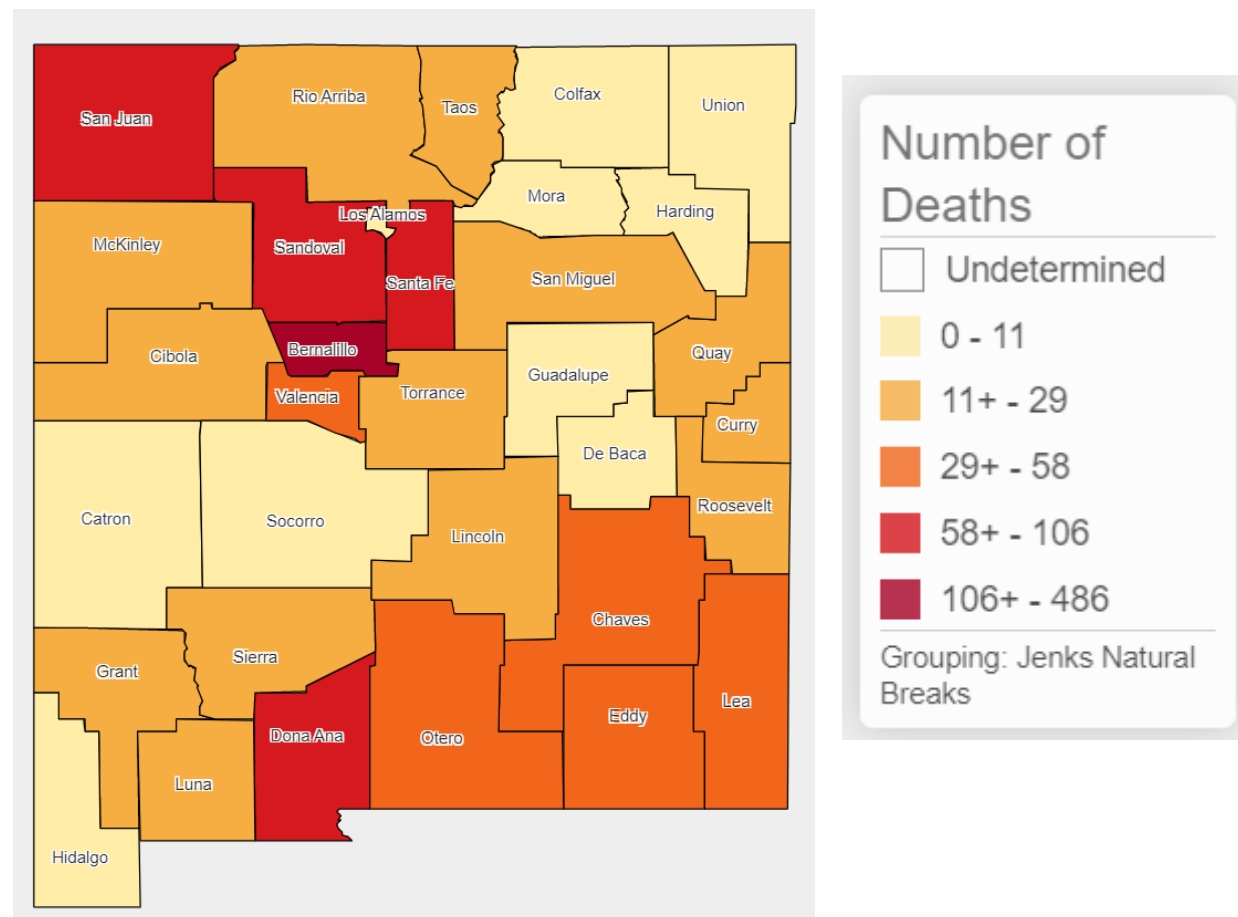 San Juan
Rio Arriba
Taos
Colfax
Union
Mora
Harding
Los Alamos
McKinley
Sandoval
Santa Fe
San Miguel
Cibola
Bernalillo
Valencia
Torrance
Guadalupe
Quay
Curry
De Baca
Catron
Socorro
Lincoln
Roosevelt
Chaves
Grant
Sierra
Dona Ana
Otero
Eddy
Lea
Luna
Hidalgo
Number of
Deaths
Undetermined
0 - 11
11+ - 29
29+ - 58
58+ - 106
106+ - 486
Grouping: Jenks Natural
Breaks